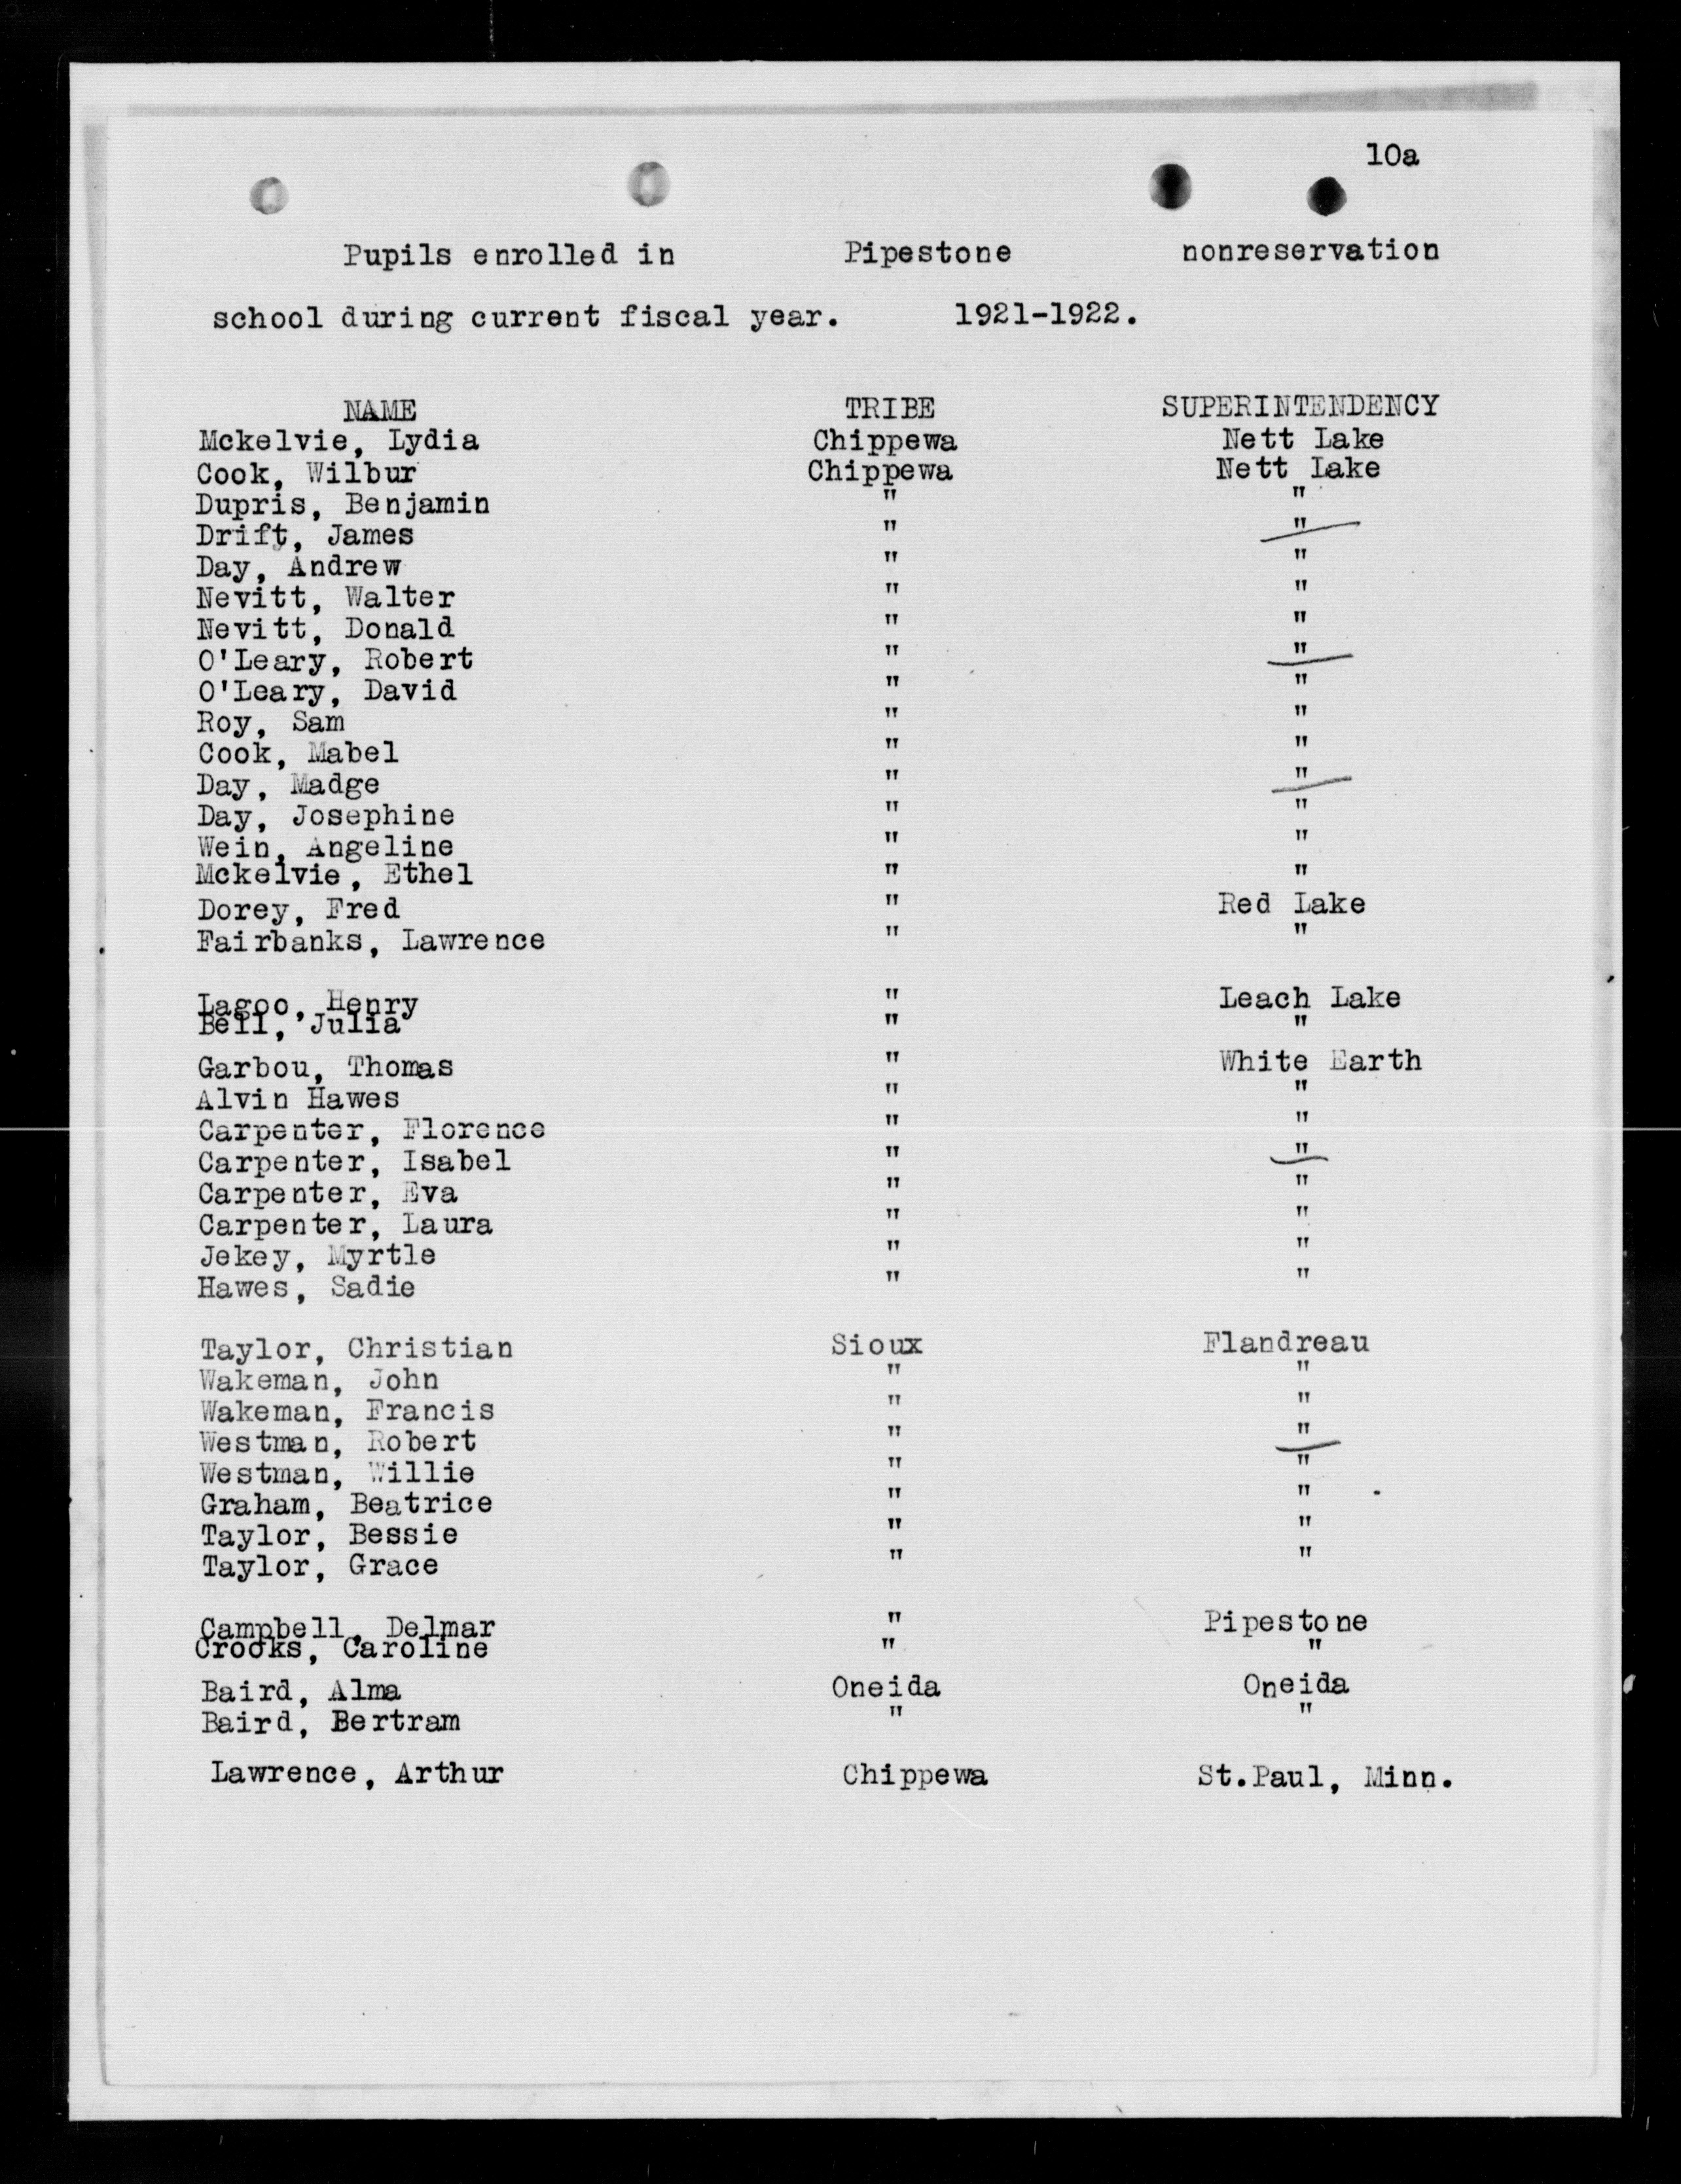 10a
Pupils enrolled in Pipestone nonreservation
school during current fiscal year. 1921-1922.
NAME TRIBE SUPERINTENDENCY
Mckelvie, Lydia Chippewa Nett Lake
Cook, Wilbur Chippewa Nett Lake
Dupris, Benjamin " "
Drift, James " "
Day, Andrew " "
Nevitt, Walter " "
Nevitt, Donald " "
O'Leary, Robert " "
O'Leary, David " "
Roy, Sam " "
Cook, Mabel " "
Day, Madge " "
Day, Josephine " "
Wein, Angeline " "
Mckelvie, Ethel " "
Dorey, Fred " Red Lake
Fairbanks, Lawrence " "
Lagoo, Henry " Leach Lake
Bell, Julia " "
Garbou, Thomas " White Earth
Alvin Hawes " "
Carpenter, Florence " "
Carpenter, Isabel " "
Carpenter, Eva " "
Carpenter, Laura " "
Jekey, Myrtle " "
Hawes, Sadie " "
Taylor, Christian Sioux Flandreau
Wakeman, John " "
Wakeman, Francis " "
Westman, Robert " "
Westman, Willie " "
Graham, Beatrice " "
Taylor, Bessie " "
Taylor, Grace " "
Campbell, Delmar " Pipestone
Crooks, Caroline " "
Baird, Alma Oneida Oneida
Baird, Bertram " "
Lawrence, Arthur Chippewa St.Paul, Minn.